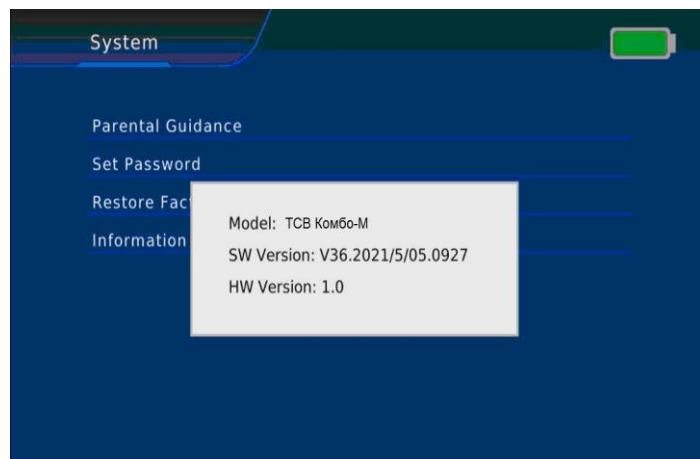 System
Parental Guidance
Set Password
Restore Fac
Information
Model: ТСВ Комбо-М
SW Version: V36.2021/5/05.0927
HW Version: 1.0